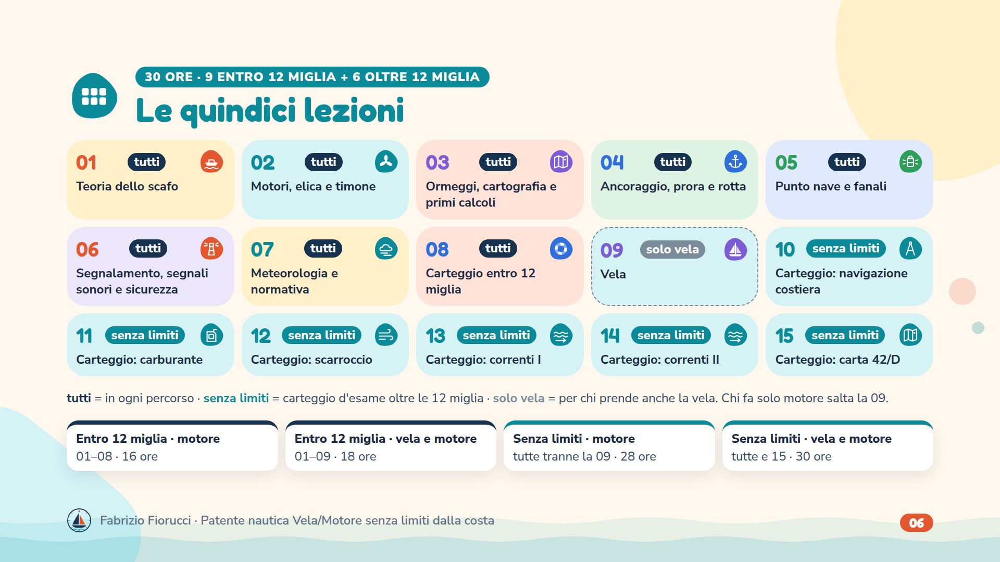 30 ORE · 9 ENTRO 12 MIGLIA + 6 OLTRE 12 MIGLIA
Le quindici lezioni
01 tutti
Teoria dello scafo
02 tutti
Motori, elica e timone
03 tutti
Ormeggi, cartografia e
primi calcoli
04 tutti
Ancoraggio, prora e rotta
05 tutti
Punto nave e fanali
06 tutti
Segnalamento, segnali
sonori e sicurezza
07 tutti
Meteorologia e
normativa
08 tutti
Carteggio entro 12
miglia
09 solo vela
Vela
10 senza limiti
Carteggio: navigazione
costiera
11 senza limiti
Carteggio: carburante
12 senza limiti
Carteggio: scarroccio
13 senza limiti
Carteggio: correnti I
14 senza limiti
Carteggio: correnti II
15 senza limiti
Carteggio: carta 42/D
tutti = in ogni percorso · senza limiti = carteggio d'esame oltre le 12 miglia · solo vela = per chi prende anche la vela. Chi fa solo motore salta la 09.
Entro 12 miglia · motore
01–08 · 16 ore
Entro 12 miglia · vela e motore
01–09 · 18 ore
Senza limiti · motore
tutte tranne la 09 · 28 ore
Senza limiti · vela e motore
tutte e 15 · 30 ore
Fabrizio Fiorucci · Patente nautica Vela/Motore senza limiti dalla costa
06